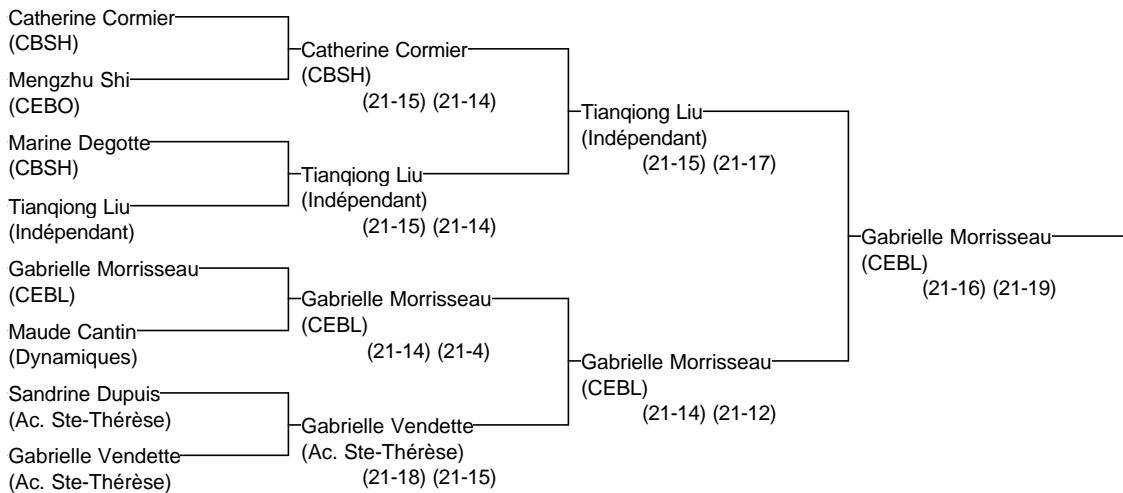 Catherine Cormier
(CBSH)
Mengzhu Shi
(CEBO)
Marine Degotte
(CBSH)
Tianqiong Liu
(Indépendant)
Gabrielle Morrisseau
(CEBL)
Maude Cantin
(Dynamiques)
Sandrine Dupuis
(Ac. Ste-Thérèse)
Gabrielle Vendette
(Ac. Ste-Thérèse)
Catherine Cormier
(CBSH)
(21-15) (21-14)
Tianqiong Liu
(Indépendant)
(21-15) (21-14)
Gabrielle Morrisseau
(CEBL)
(21-14) (21-4)
Gabrielle Vendette
(Ac. Ste-Thérèse)
(21-18) (21-15)
Tianqiong Liu
(Indépendant)
(21-15) (21-17)
Gabrielle Morrisseau
(CEBL)
(21-14) (21-12)
Gabrielle Morrisseau
(CEBL)
(21-16) (21-19)